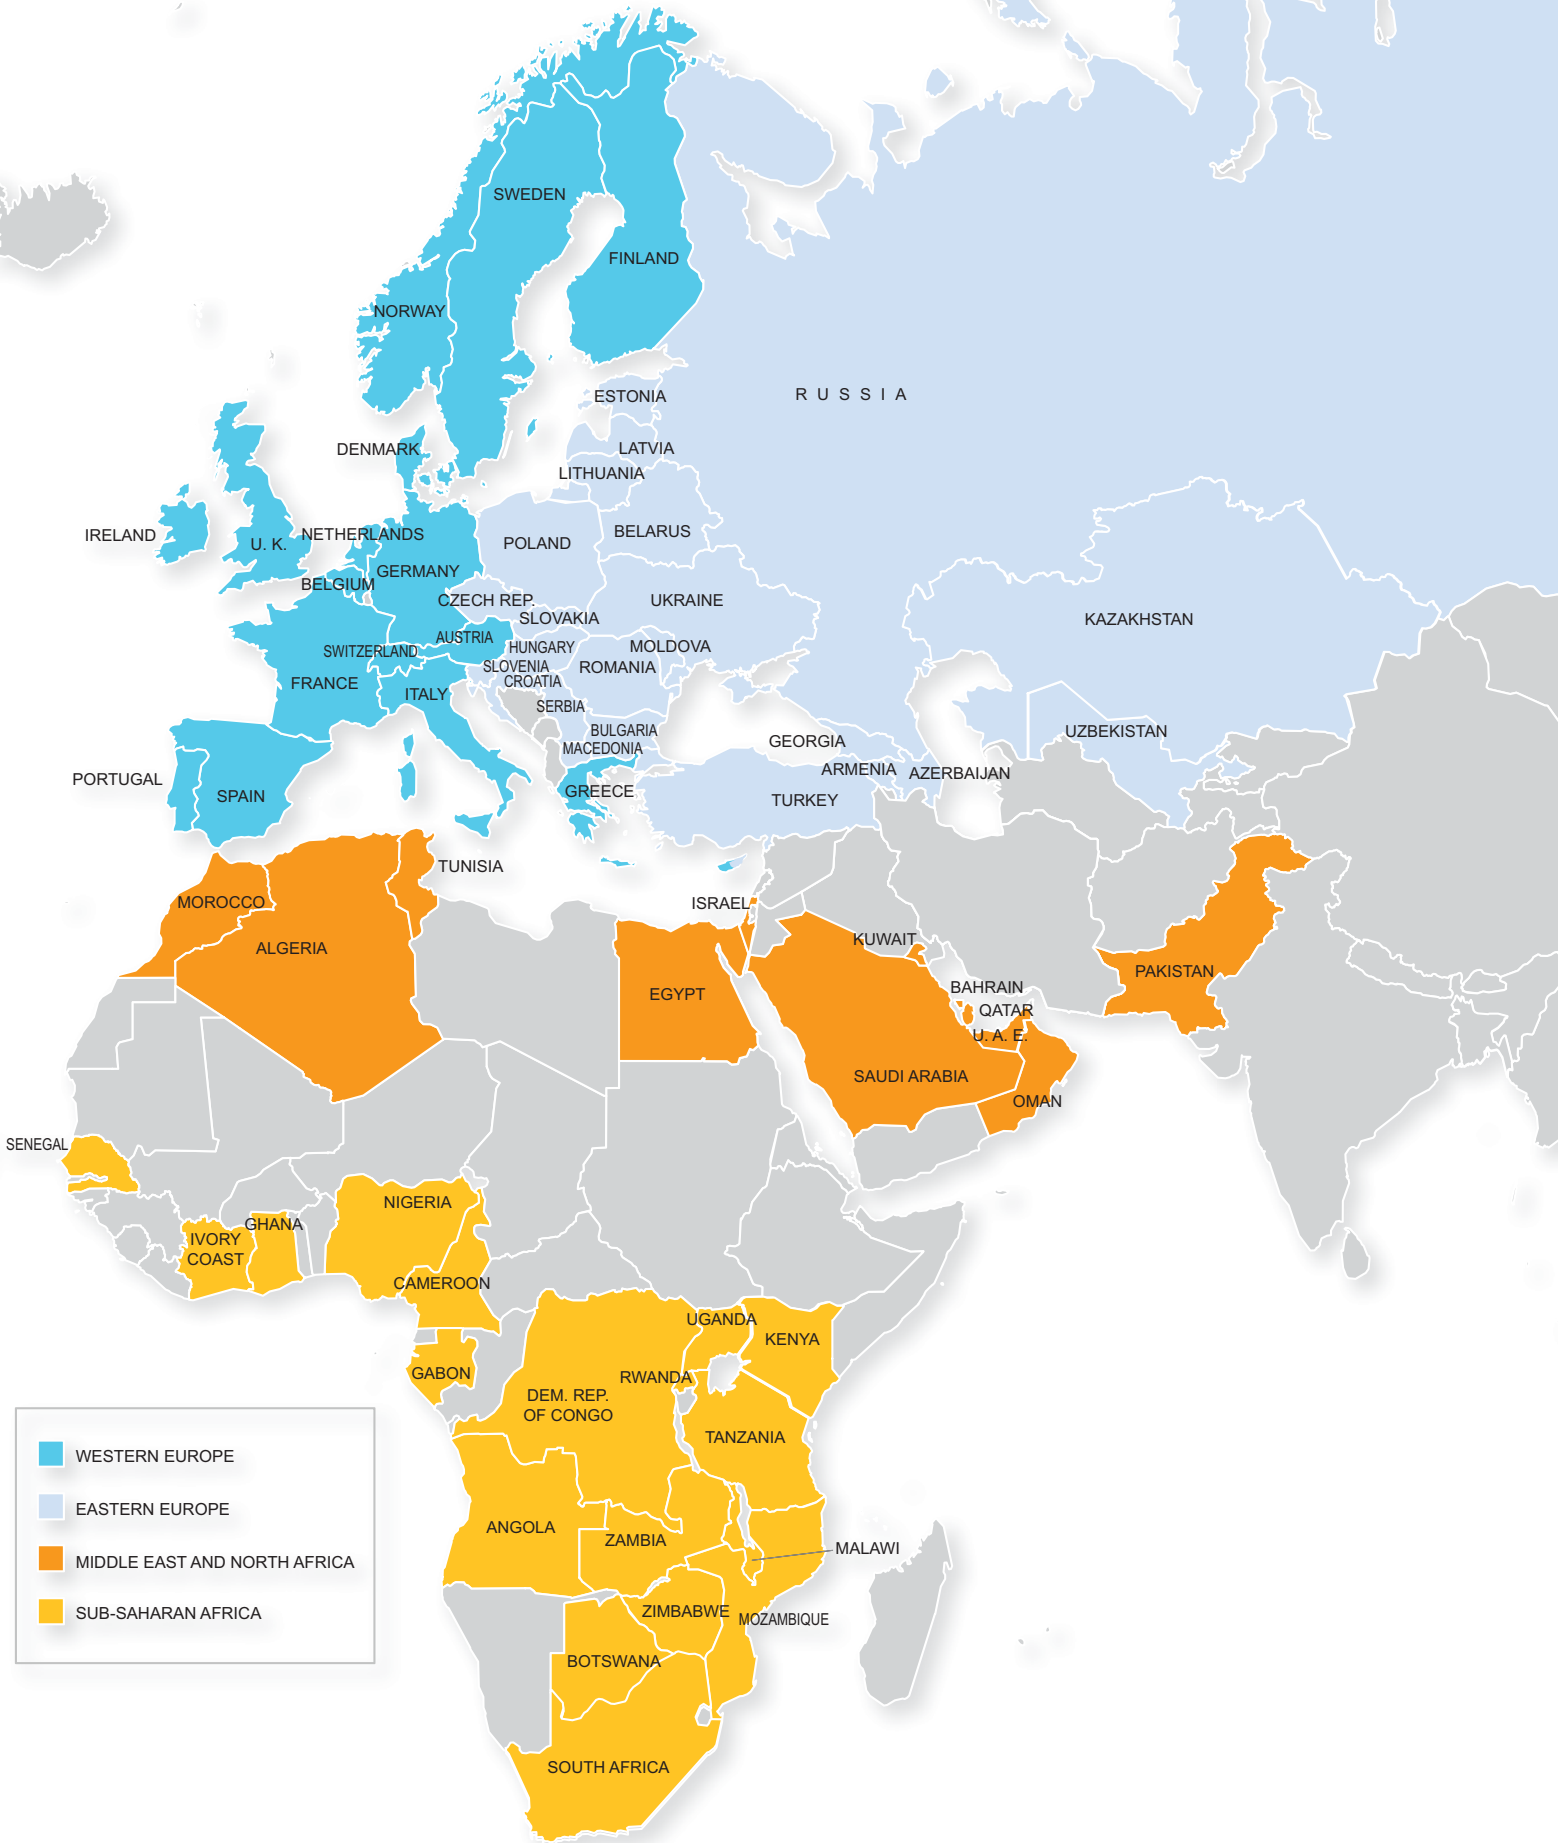 SWEDEN
FINLAND
NORWAY
R U S S I A
ESTONIA
DENMARK
LATVIA
LITHUANIA
IRELAND
NETHERLANDS
U. K.
POLAND
BELARUS
GERMANY
BELGIUM
CZECH REP.
UKRAINE
SLOVAKIA
KAZAKHSTAN
AUSTRIA
SWITZERLAND
HUNGARY
MOLDOVA
SLOVENIA
ROMANIA
FRANCE
CROATIA
ITALY
SERBIA
BULGARIA
UZBEKISTAN
GEORGIA
MACEDONIA
ARMENIA
AZERBAIJAN
PORTUGAL
SPAIN
GREECE
TURKEY
TUNISIA
MOROCCO
ISRAEL
ALGERIA
KUWAIT
PAKISTAN
EGYPT
BAHRAIN
QATAR
U. A. E.
SAUDI ARABIA
OMAN
SENEGAL
NIGERIA
GHANA
IVORY
COAST
CAMEROON
UGANDA
KENYA
GABON
RWANDA
DEM. REP.
OF CONGO
TANZANIA
ANGOLA
ZAMBIA
MALAWI
ZIMBABWE
MOZAMBIQUE
BOTSWANA
SOUTH AFRICA
WESTERN EUROPE
EASTERN EUROPE
MIDDLE EAST AND NORTH AFRICA
SUB-SAHARAN AFRICA